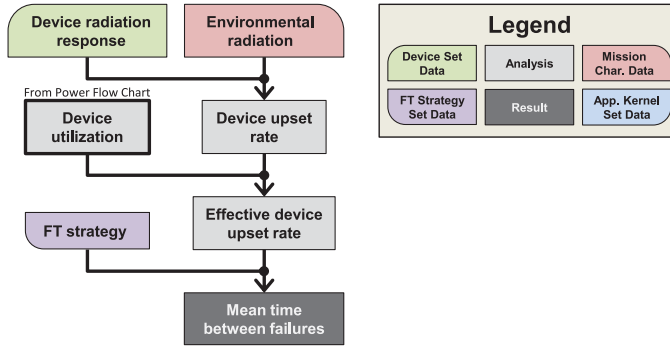 Device radiation
response
Environmental
radiation
From Power Flow Chart
Device
utilization
Device upset
rate
FT strategy
Effective device
upset rate
Mean time
between failures
Legend
Device Set
Data
Analysis
Mission
Char. Data
FT Strategy
Set Data
Result
App. Kernel
Set Data